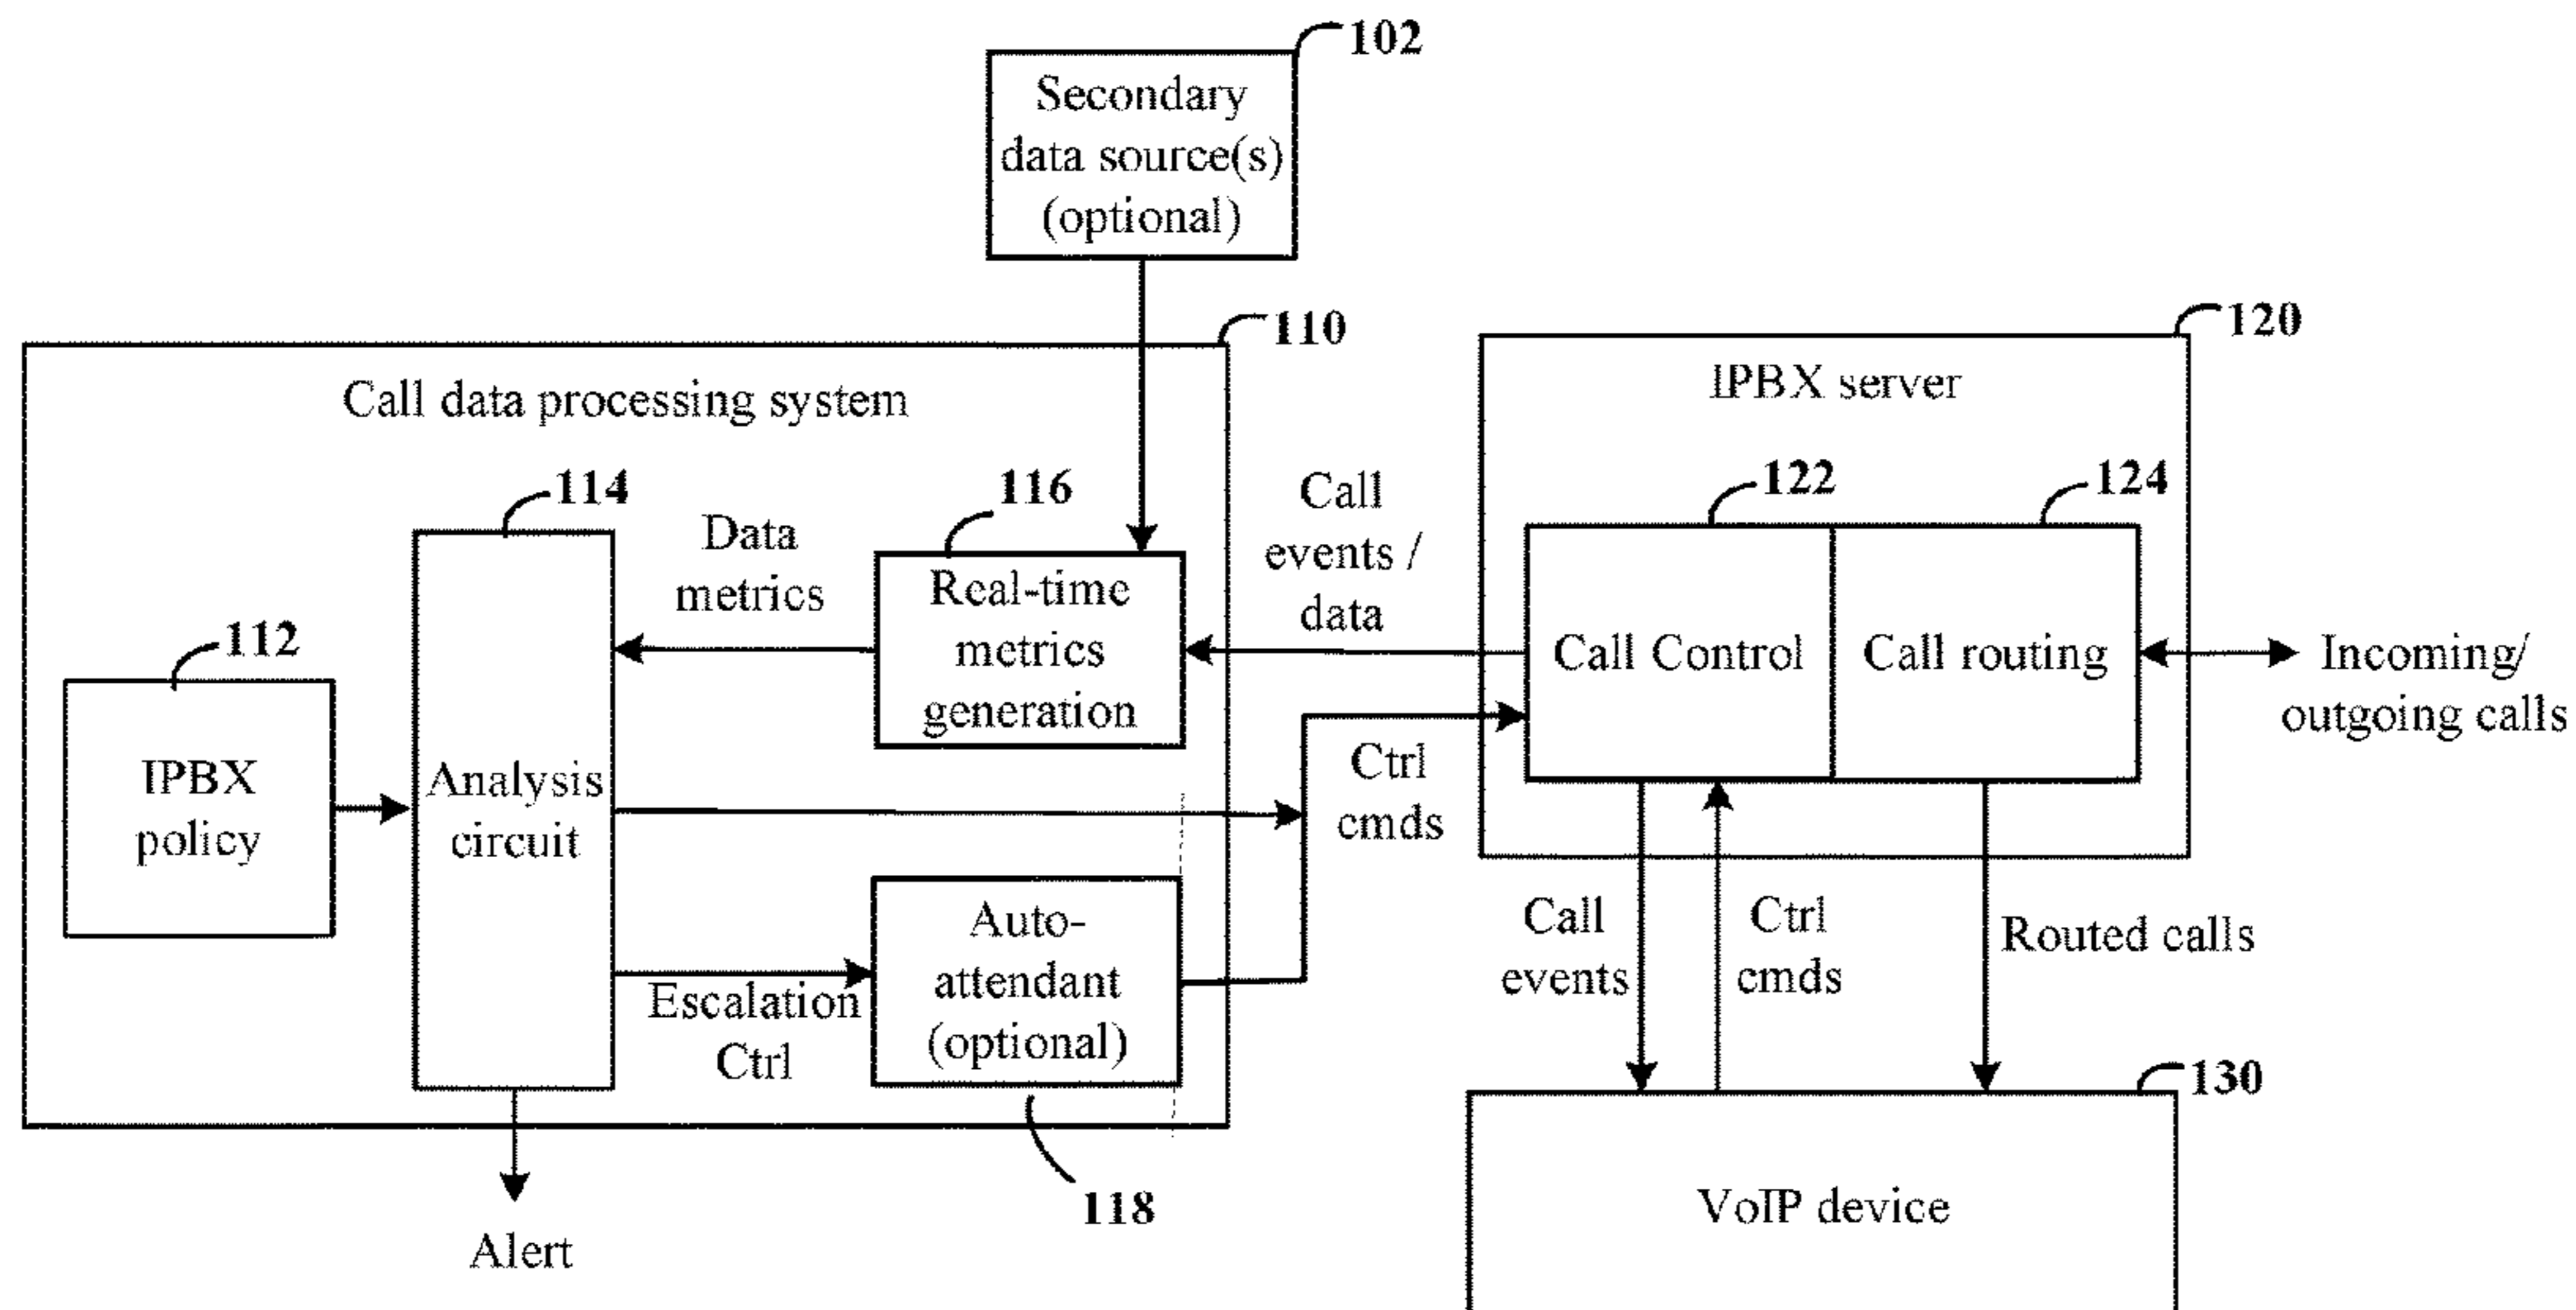 102
Secondary
data source(s)
(optional)
110
Call data processing system
114
116
Data
metrics
Real-time
metrics
generation
112
IPBX
policy
Analysis
circuit
Escalation
Ctrl
Auto-
attendant
(optional)
118
Alert
Call
events /
data
Ctrl
cmds
120
IPBX server
122
124
Call Control
Call routing
Incoming/
outgoing calls
Call
events
Ctrl
cmds
Routed calls
130
VoIP device